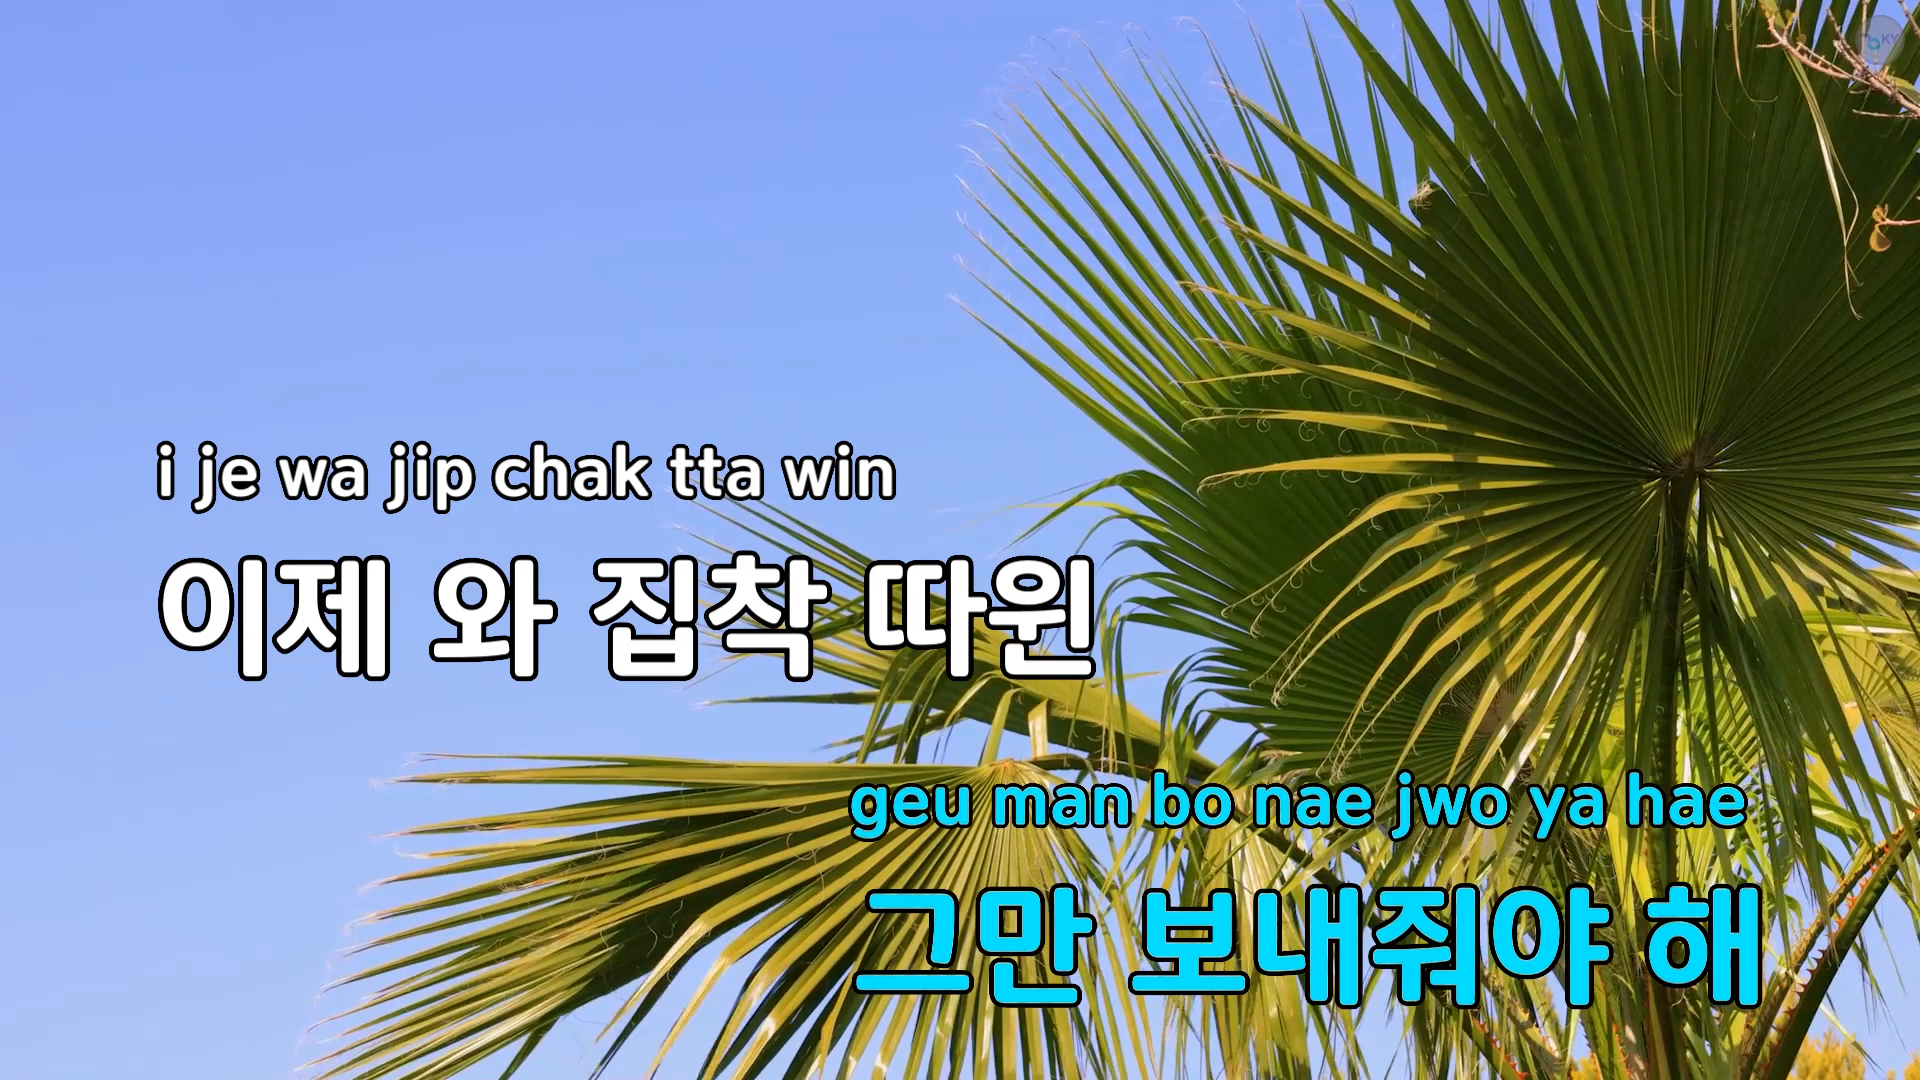 i je wa jip chak tta win
이제 와 집착 따윈
geu man bo nae jwo ya hae
그만 보내줘야 해
KY